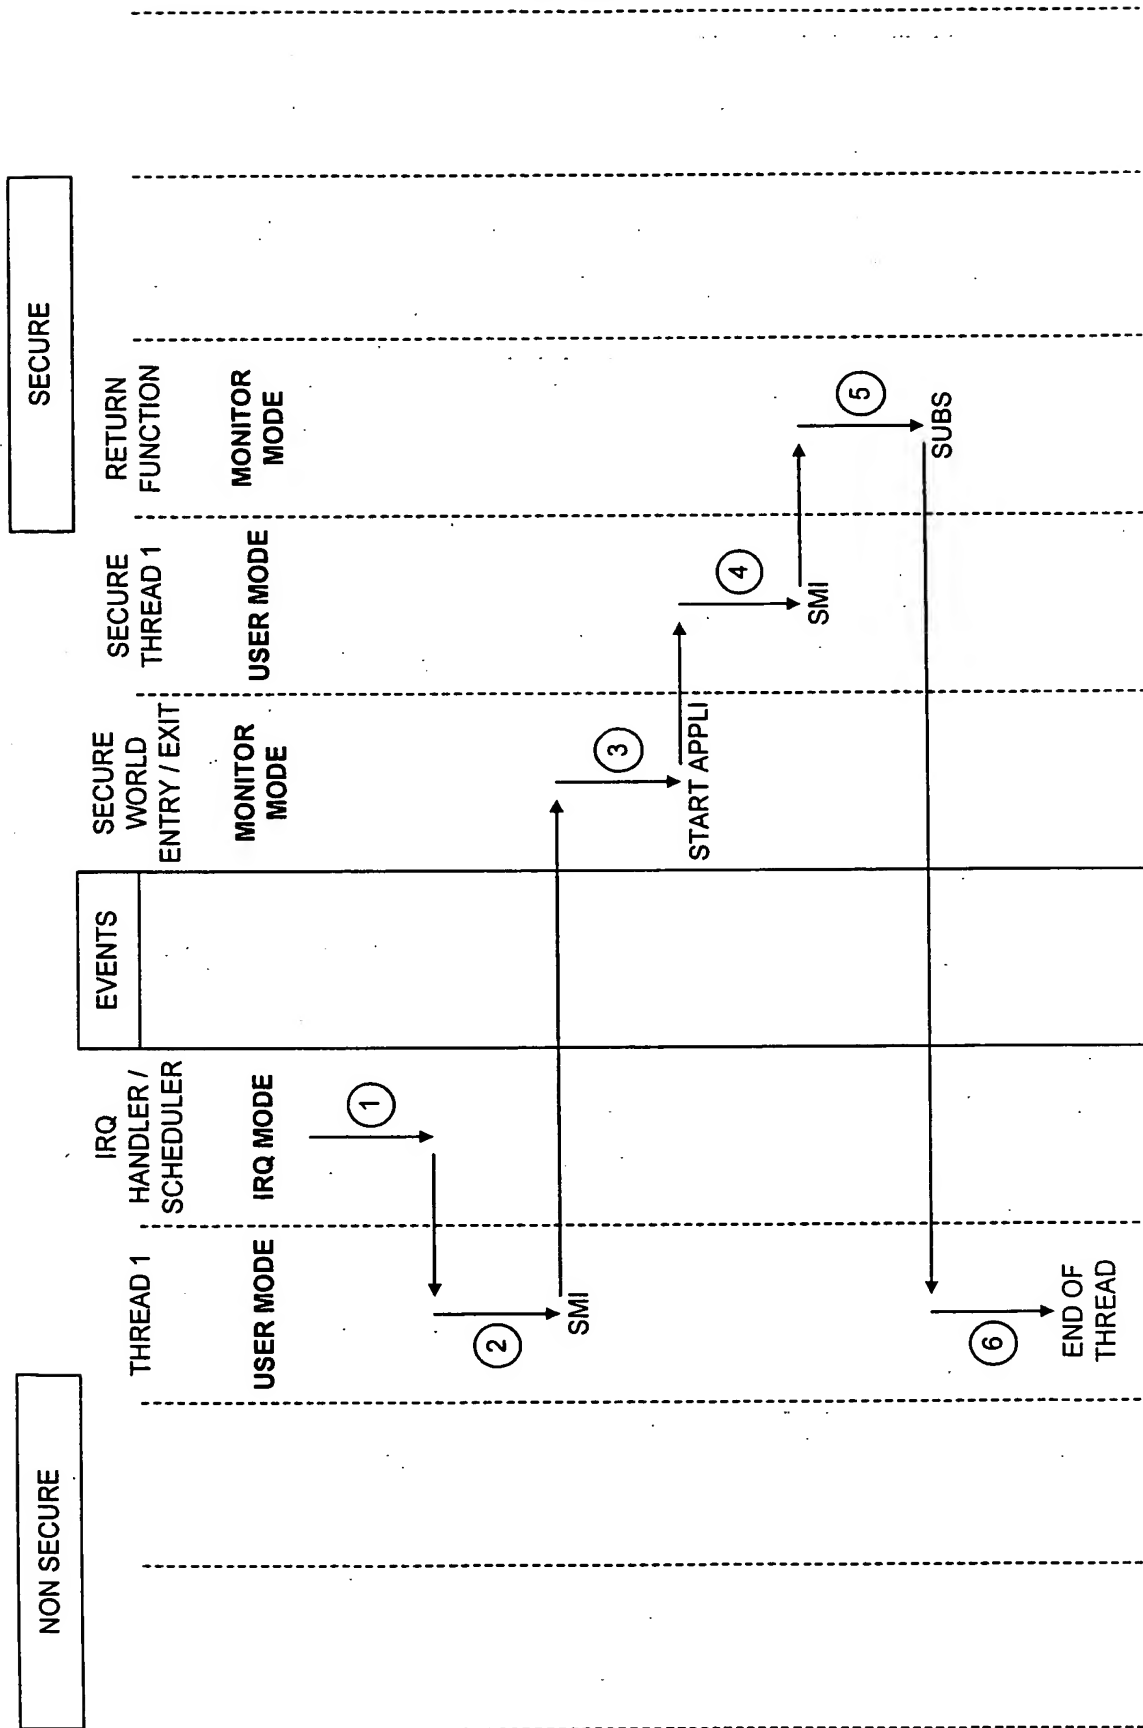 NON SECURE
SECURE
EVENTS
THREAD 1
USER MODE
IRQ
HANDLER /
SCHEDULER
IRQ MODE
SECURE
WORLD
ENTRY / EXIT
MONITOR
MODE
SECURE
THREAD 1
USER MODE
RETURN
FUNCTION
MONITOR
MODE
1
2
SMI
3
START APPLI
4
SMI
5
SUBS
6
END OF
THREAD